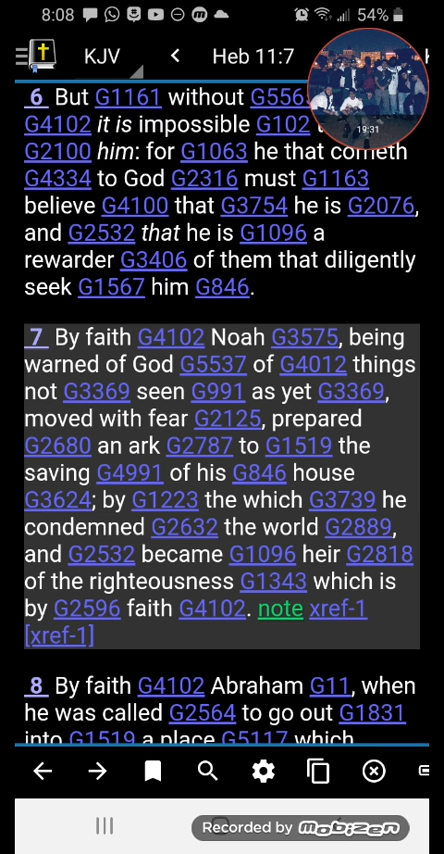 8:08 54%
KJV < Heb 11:7
6 But G1161 without
G4102 it is impossible G102
19:31
G2100 him: for G1063 he that cometh
G4334 to God G2316 must G1163
believe G4100 that G3754 he is G2076,
and G2532 that he is G1096 a
rewarder G3406 of them that diligently
seek G1567 him G846.
7 By faith G4102 Noah G3575, being
warned of God G5537 of G4012 things
not G3369 seen G991 as yet G3369,
moved with fear G2125, prepared
G2680 an ark G2787 to G1519 the
saving G4991 of his G846 house
G3624; by G1223 the which G3739 he
condemned G2632 the world G2889,
and G2532 became G1096 heir G2818
of the righteousness G1343 which is
by G2596 faith G4102. note xref-1
[xref-1]
8 By faith G4102 Abraham G11, when
he was called G2564 to go out G1831
into G1519 a place G5117 which
Recorded by mobizen